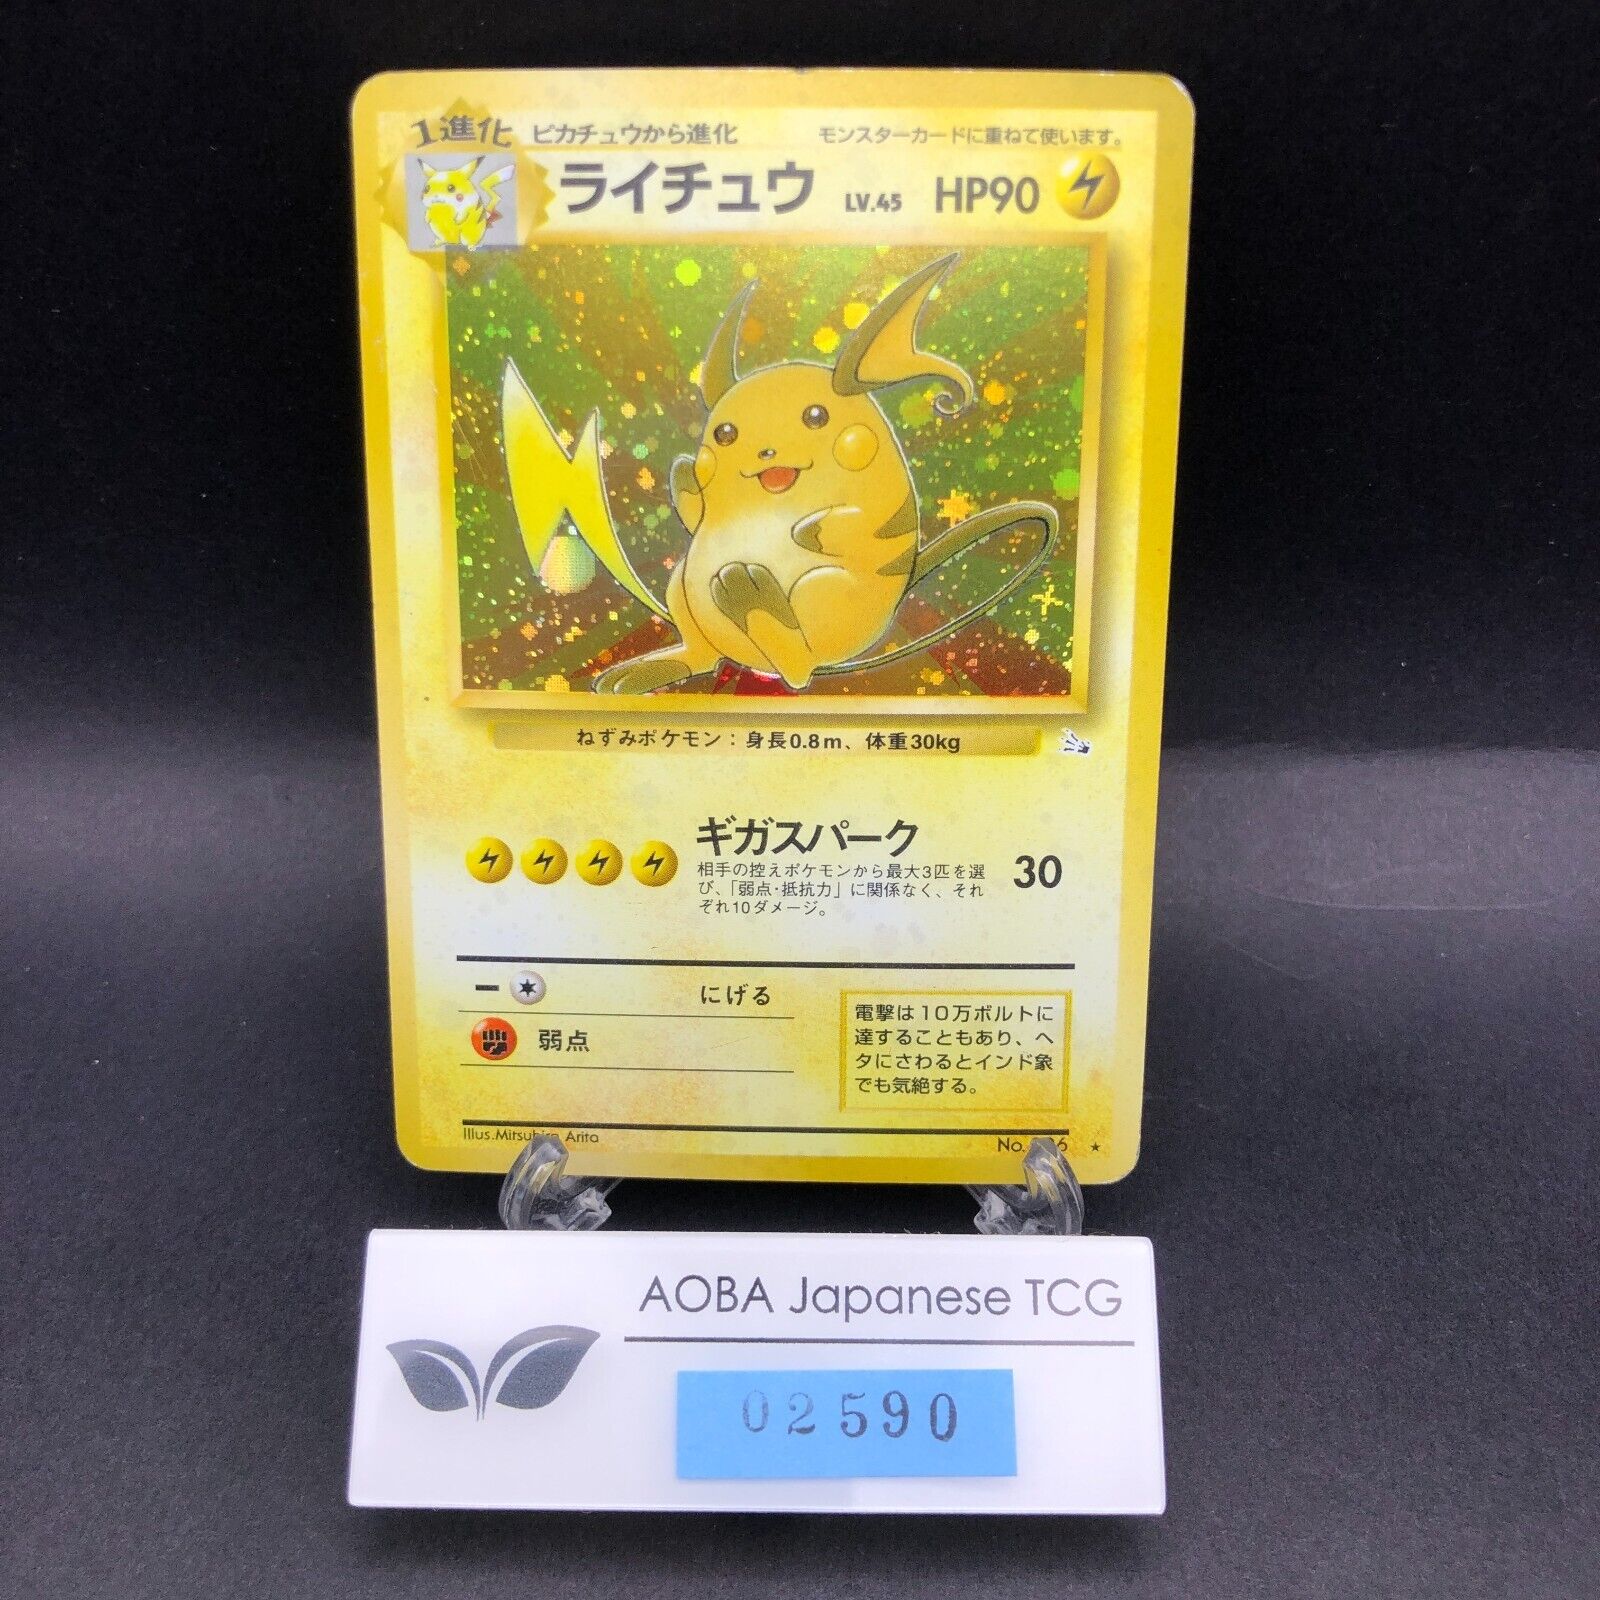 1進化 ピカチュウから進化 モンスターカードに重ねて使います。
ライチュウ LV.45 HP90
ねずみポケモン：身長0.8m、体重30kg
ギガスパーク 30
相手の控えポケモンから最大3匹を選
び、「弱点・抵抗力」に関係なく、それ
ぞれ10ダメージ。
ー にげる
弱点
電撃は10万ボルトに
達することもあり、ヘ
タにさわるとインド象
でも気絶する。
Illus.Mitsuhiro Arita
No.
AOBA Japanese TCG
02590